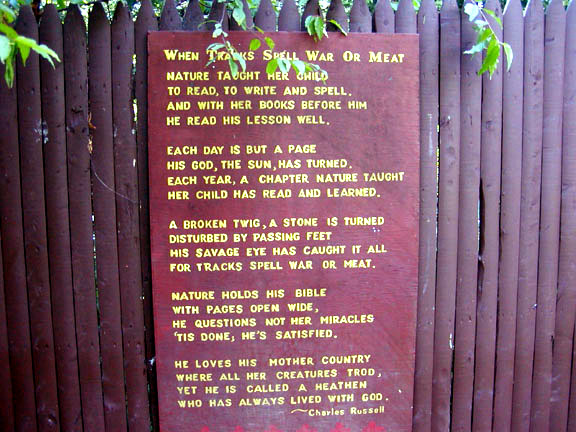 WHEN TRACKS SPELL WAR OR MEAT
NATURE TAUGHT HER CHILD
TO READ, TO WRITE AND SPELL.
AND WITH HER BOOKS BEFORE HIM
HE READ HIS LESSON WELL.
EACH DAY IS BUT A PAGE
HIS GOD, THE SUN, HAS TURNED.
EACH YEAR, A CHAPTER NATURE TAUGHT
HER CHILD HAS READ AND LEARNED.
A BROKEN TWIG, A STONE IS TURNED
DISTURBED BY PASSING FEET
HIS SAVAGE EYE HAS CAUGHT IT ALL
FOR TRACKS SPELL WAR OR MEAT.
NATURE HOLDS HIS BIBLE
WITH PAGES OPEN WIDE,
HE QUESTIONS NOT HER MIRACLES
'TIS DONE; HE'S SATISFIED.
HE LOVES HIS MOTHER COUNTRY
WHERE ALL HER CREATURES TROD,
YET HE IS CALLED A HEATHEN
WHO HAS ALWAYS LIVED WITH GOD.
~Charles Russell